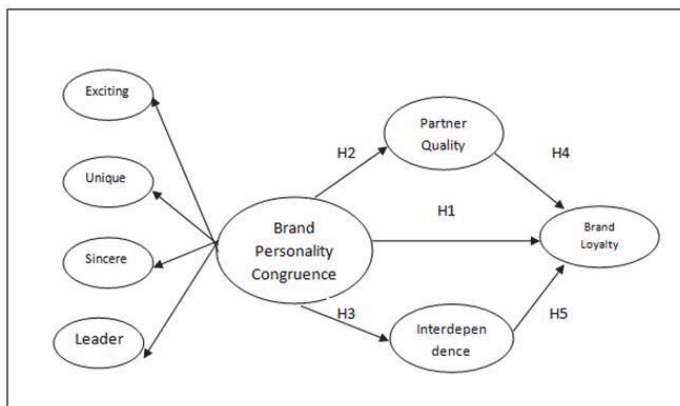 Exciting
Unique
Sincere
Leader
Brand
Personality
Congruence
H2
H1
H3
Partner
Quality
Interdepen
dence
H4
H5
Brand
Loyalty